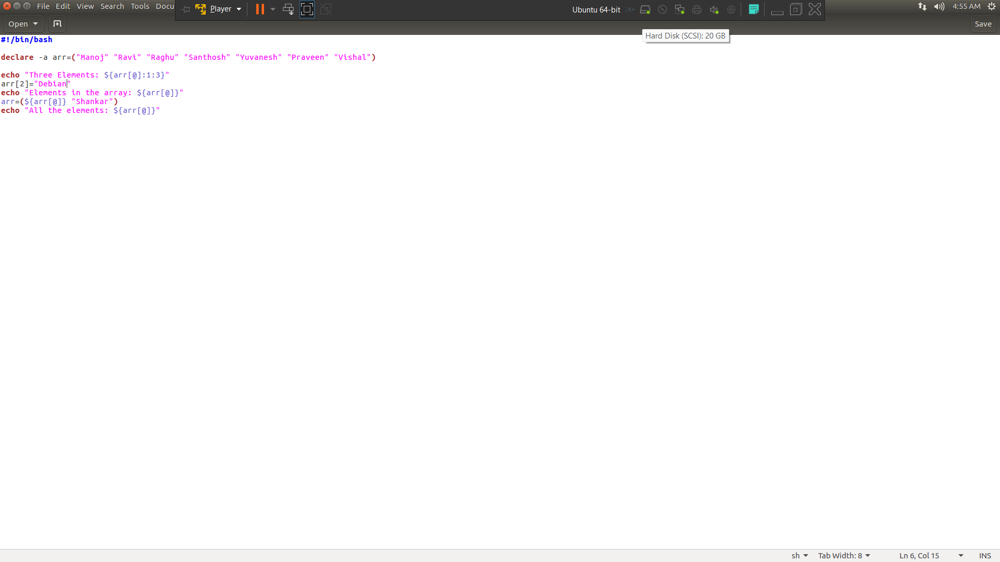 File Edit View Search Tools Docu Player Ubuntu 64-bit 4:55 AM
Open Save
Hard Disk (SCSI): 20 GB
#!/bin/bash
declare -a arr=("Manoj" "Ravi" "Raghu" "Santhosh" "Yuvanesh" "Praveen" "Vishal")
echo "Three Elements: ${arr[@]:1:3}"
arr[2]="Debian"
echo "Elements in the array: ${arr[@]}"
arr=(${arr[@]} "Shankar")
echo "All the elements: ${arr[@]}"
sh Tab Width: 8 Ln 6, Col 15 INS